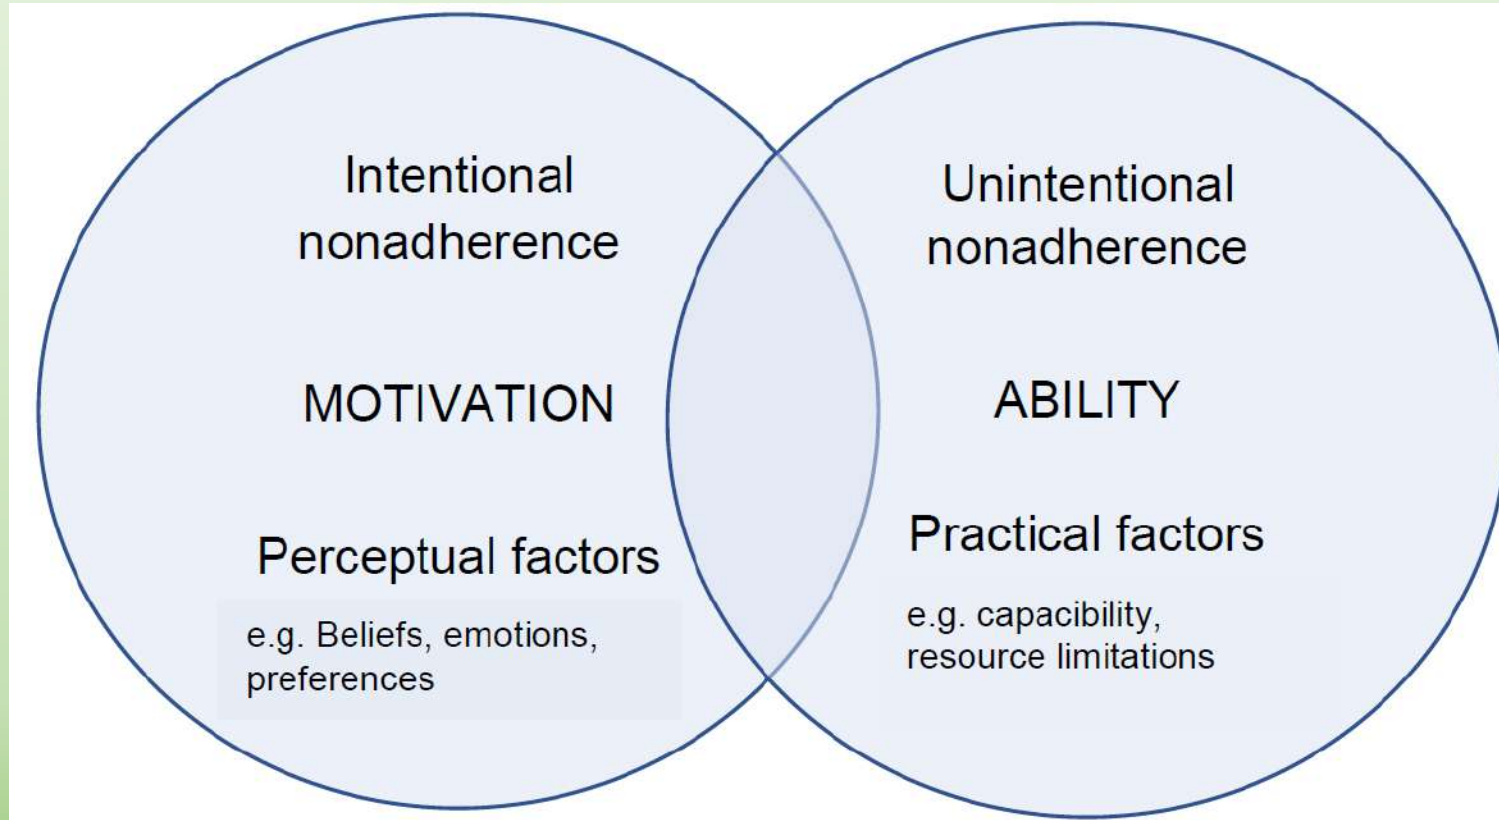 Intentional
nonadherence
MOTIVATION
Perceptual factors
e.g. Beliefs, emotions,
preferences
Unintentional
nonadherence
ABILITY
Practical factors
e.g. capacibility,
resource limitations